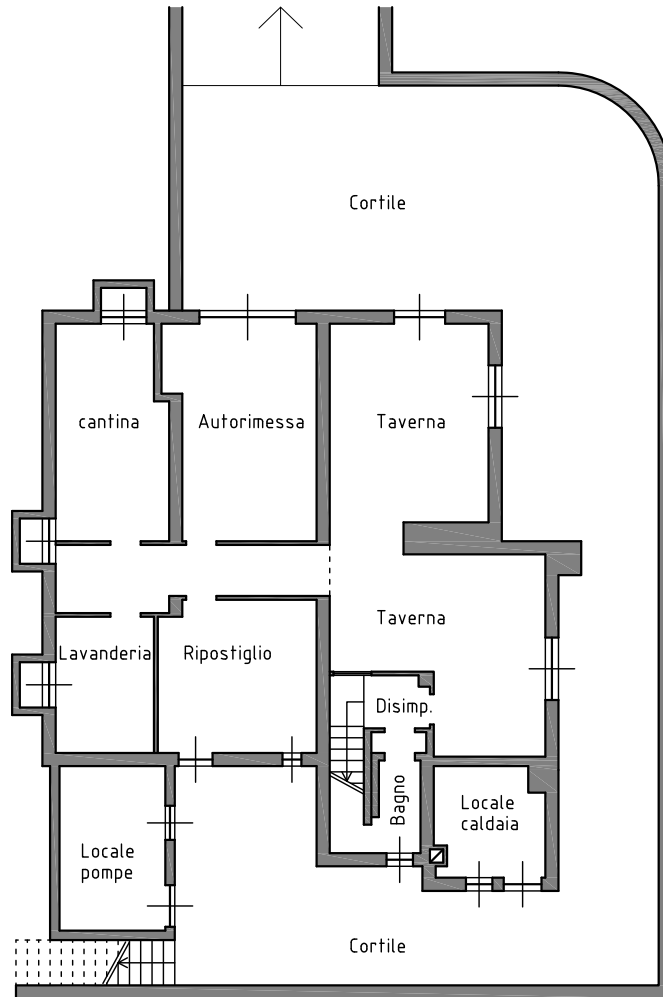 Cortile
cantina
Autorimessa
Taverna
Taverna
Lavanderia
Ripostiglio
Disimp.
Bagno
Locale
caldaia
Locale
pompe
Cortile